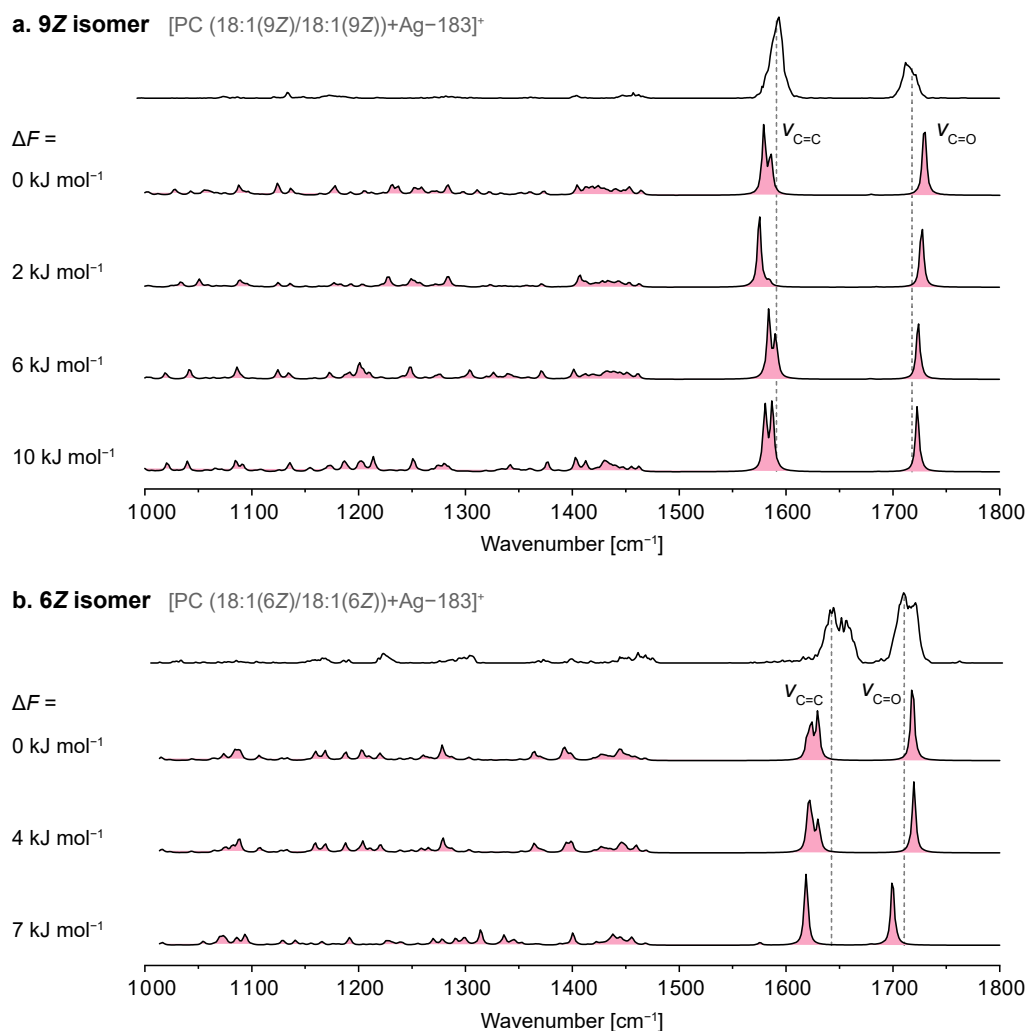 a. 9Z isomer [PC (18:1(9Z)/18:1(9Z))+Ag−183]⁺
ΔF =
νC=C
νC=O
0 kJ mol⁻¹
2 kJ mol⁻¹
6 kJ mol⁻¹
10 kJ mol⁻¹
1000 1100 1200 1300 1400 1500 1600 1700 1800
Wavenumber [cm⁻¹]
b. 6Z isomer [PC (18:1(6Z)/18:1(6Z))+Ag−183]⁺
ΔF =
νC=C
νC=O
0 kJ mol⁻¹
4 kJ mol⁻¹
7 kJ mol⁻¹
1000 1100 1200 1300 1400 1500 1600 1700 1800
Wavenumber [cm⁻¹]